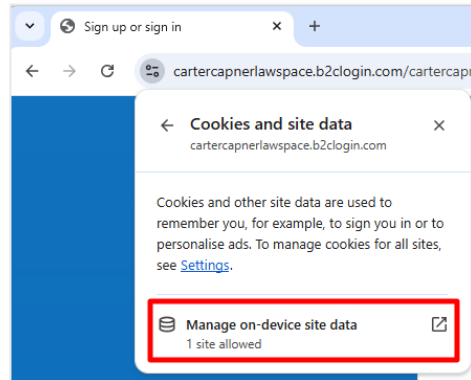 Sign up or sign in
cartercapnerlawspace.b2clogin.com/cartercapn
Cookies and site data
cartercapnerlawspace.b2clogin.com
Cookies and other site data are used to
remember you, for example, to sign you in or to
personalise ads. To manage cookies for all sites,
see Settings.
Manage on-device site data
1 site allowed